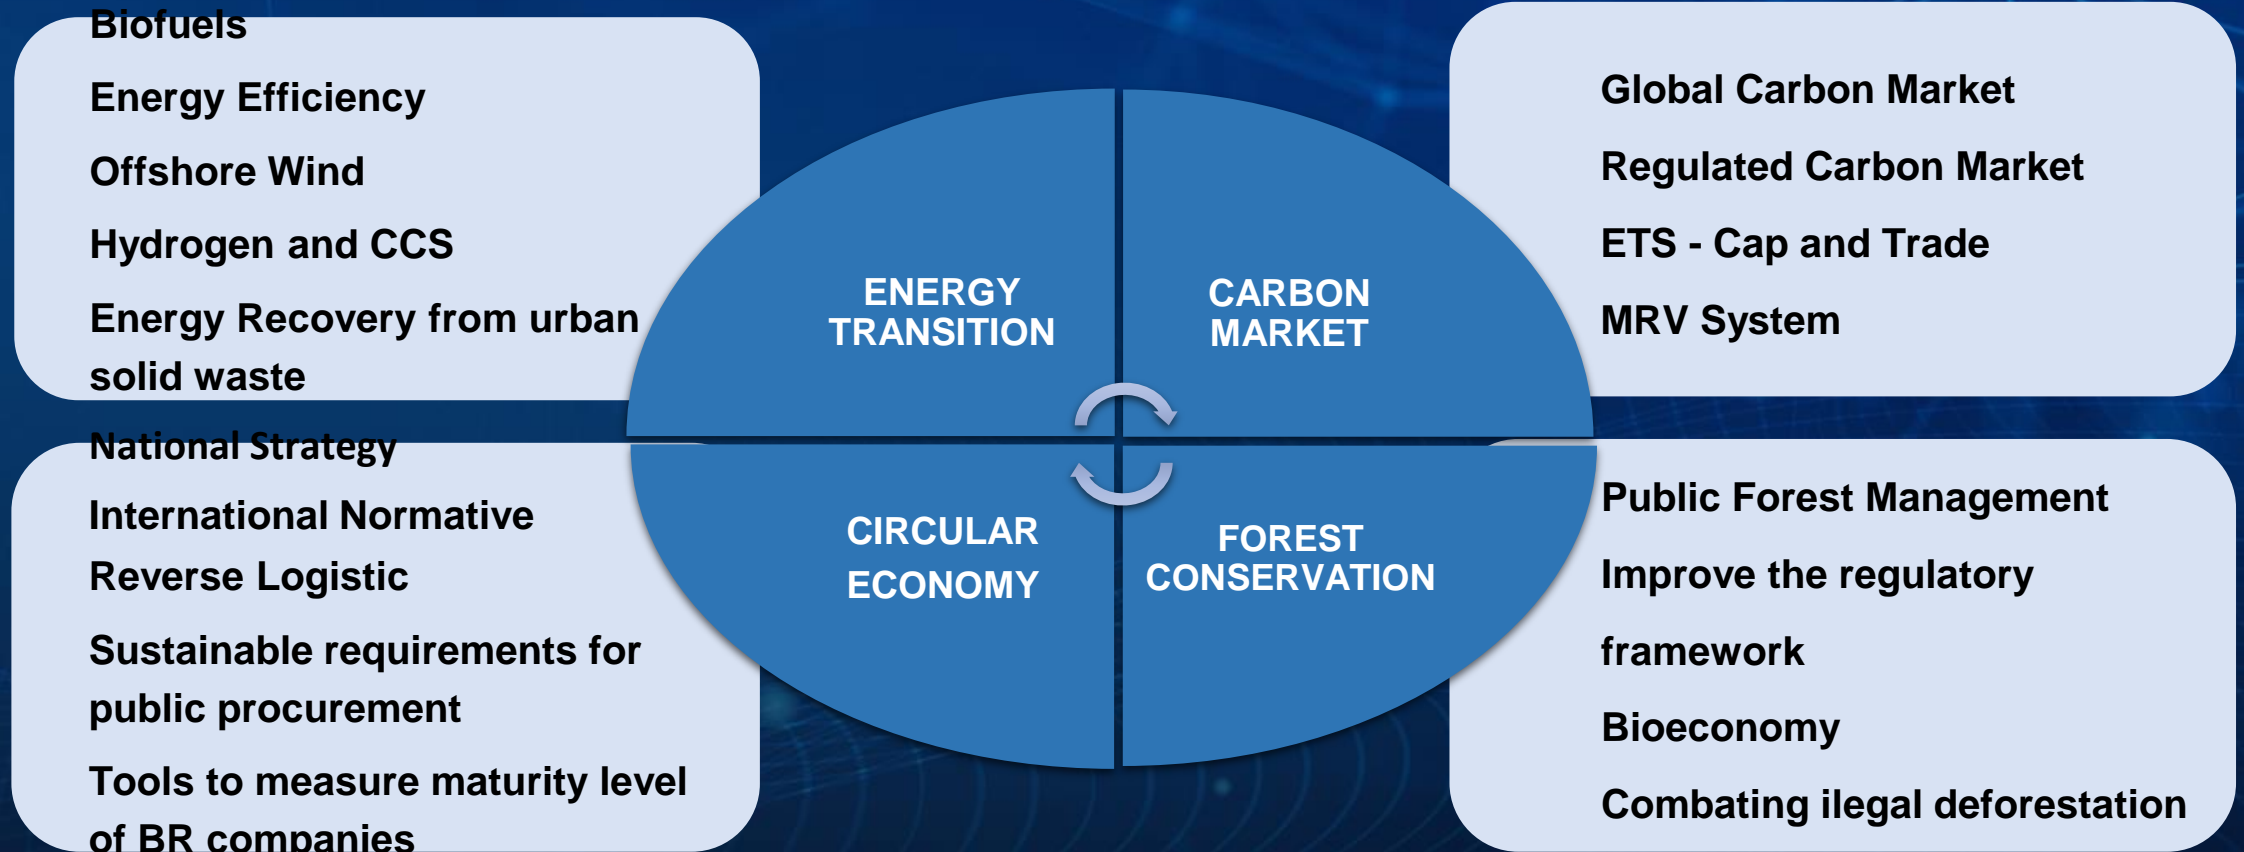 Biofuels
Energy Efficiency
Offshore Wind
Hydrogen and CCS
Energy Recovery from urban
solid waste
ENERGY
TRANSITION
CARBON
MARKET
Global Carbon Market
Regulated Carbon Market
ETS - Cap and Trade
MRV System
National Strategy
International Normative
Reverse Logistic
Sustainable requirements for
public procurement
Tools to measure maturity level
of BR companies
CIRCULAR
ECONOMY
FOREST
CONSERVATION
Public Forest Management
Improve the regulatory
framework
Bioeconomy
Combating ilegal deforestation